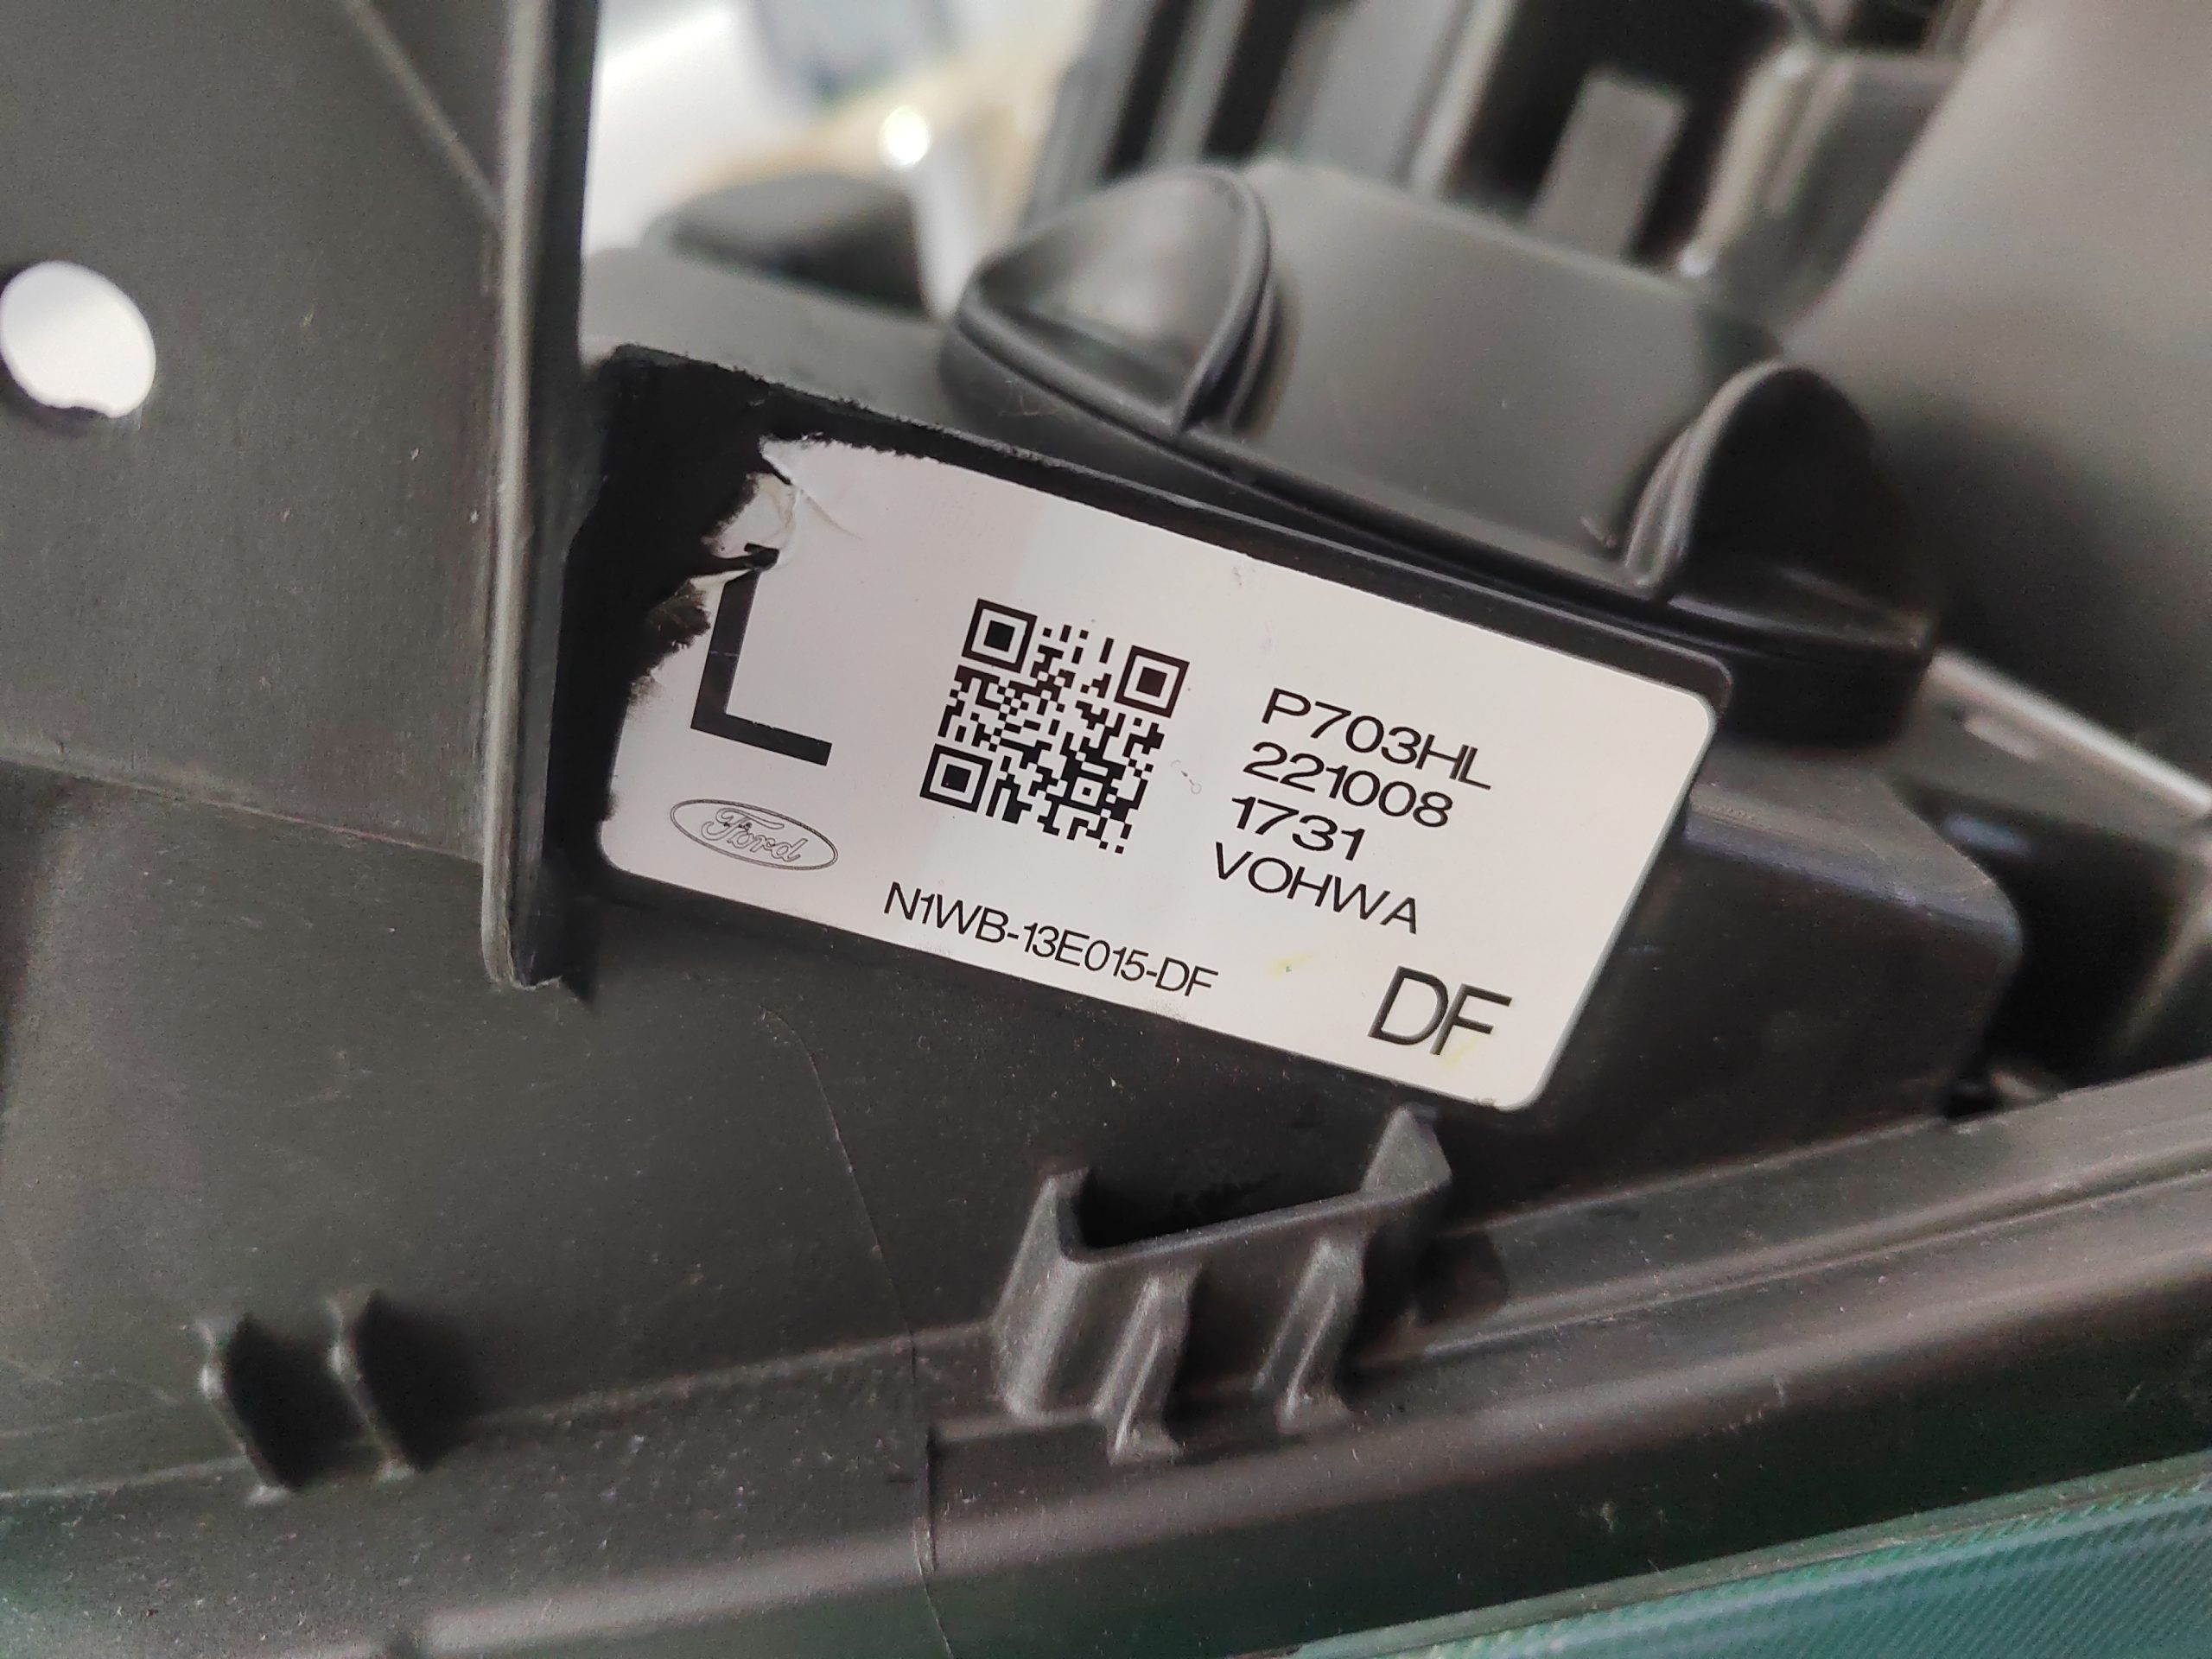 L
P703HL
221008
1731
VOHWA
Ford
N1WB-13E015-DF
DF